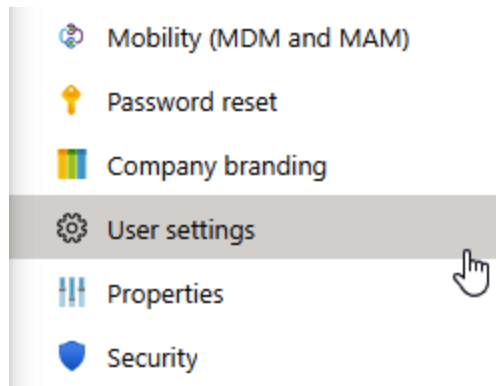 Mobility (MDM and MAM)
Password reset
Company branding
User settings
Properties
Security